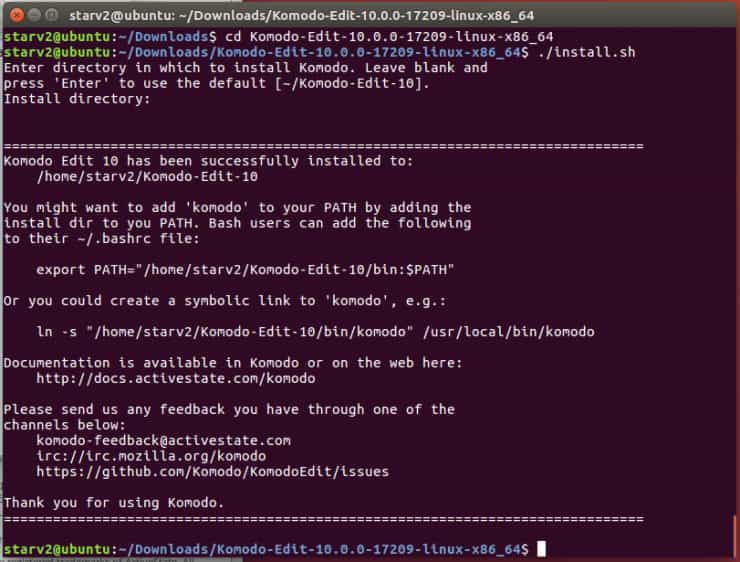 starv2@ubuntu: ~/Downloads/Komodo-Edit-10.0.0-17209-linux-x86_64
starv2@ubuntu:~/Downloads$ cd Komodo-Edit-10.0.0-17209-linux-x86_64
starv2@ubuntu:~/Downloads/Komodo-Edit-10.0.0-17209-linux-x86_64$ ./install.sh
Enter directory in which to install Komodo. Leave blank and
press 'Enter' to use the default [~/Komodo-Edit-10].
Install directory:
==============================================================================
Komodo Edit 10 has been successfully installed to:
    /home/starv2/Komodo-Edit-10
You might want to add 'komodo' to your PATH by adding the
install dir to you PATH. Bash users can add the following
to their ~/.bashrc file:
    export PATH="/home/starv2/Komodo-Edit-10/bin:$PATH"
Or you could create a symbolic link to 'komodo', e.g.:
    ln -s "/home/starv2/Komodo-Edit-10/bin/komodo" /usr/local/bin/komodo
Documentation is available in Komodo or on the web here:
    http://docs.activestate.com/komodo
Please send us any feedback you have through one of the
channels below:
    komodo-feedback@activestate.com
    irc://irc.mozilla.org/komodo
    https://github.com/Komodo/KomodoEdit/issues
Thank you for using Komodo.
==============================================================================
starv2@ubuntu:~/Downloads/Komodo-Edit-10.0.0-17209-linux-x86_64$